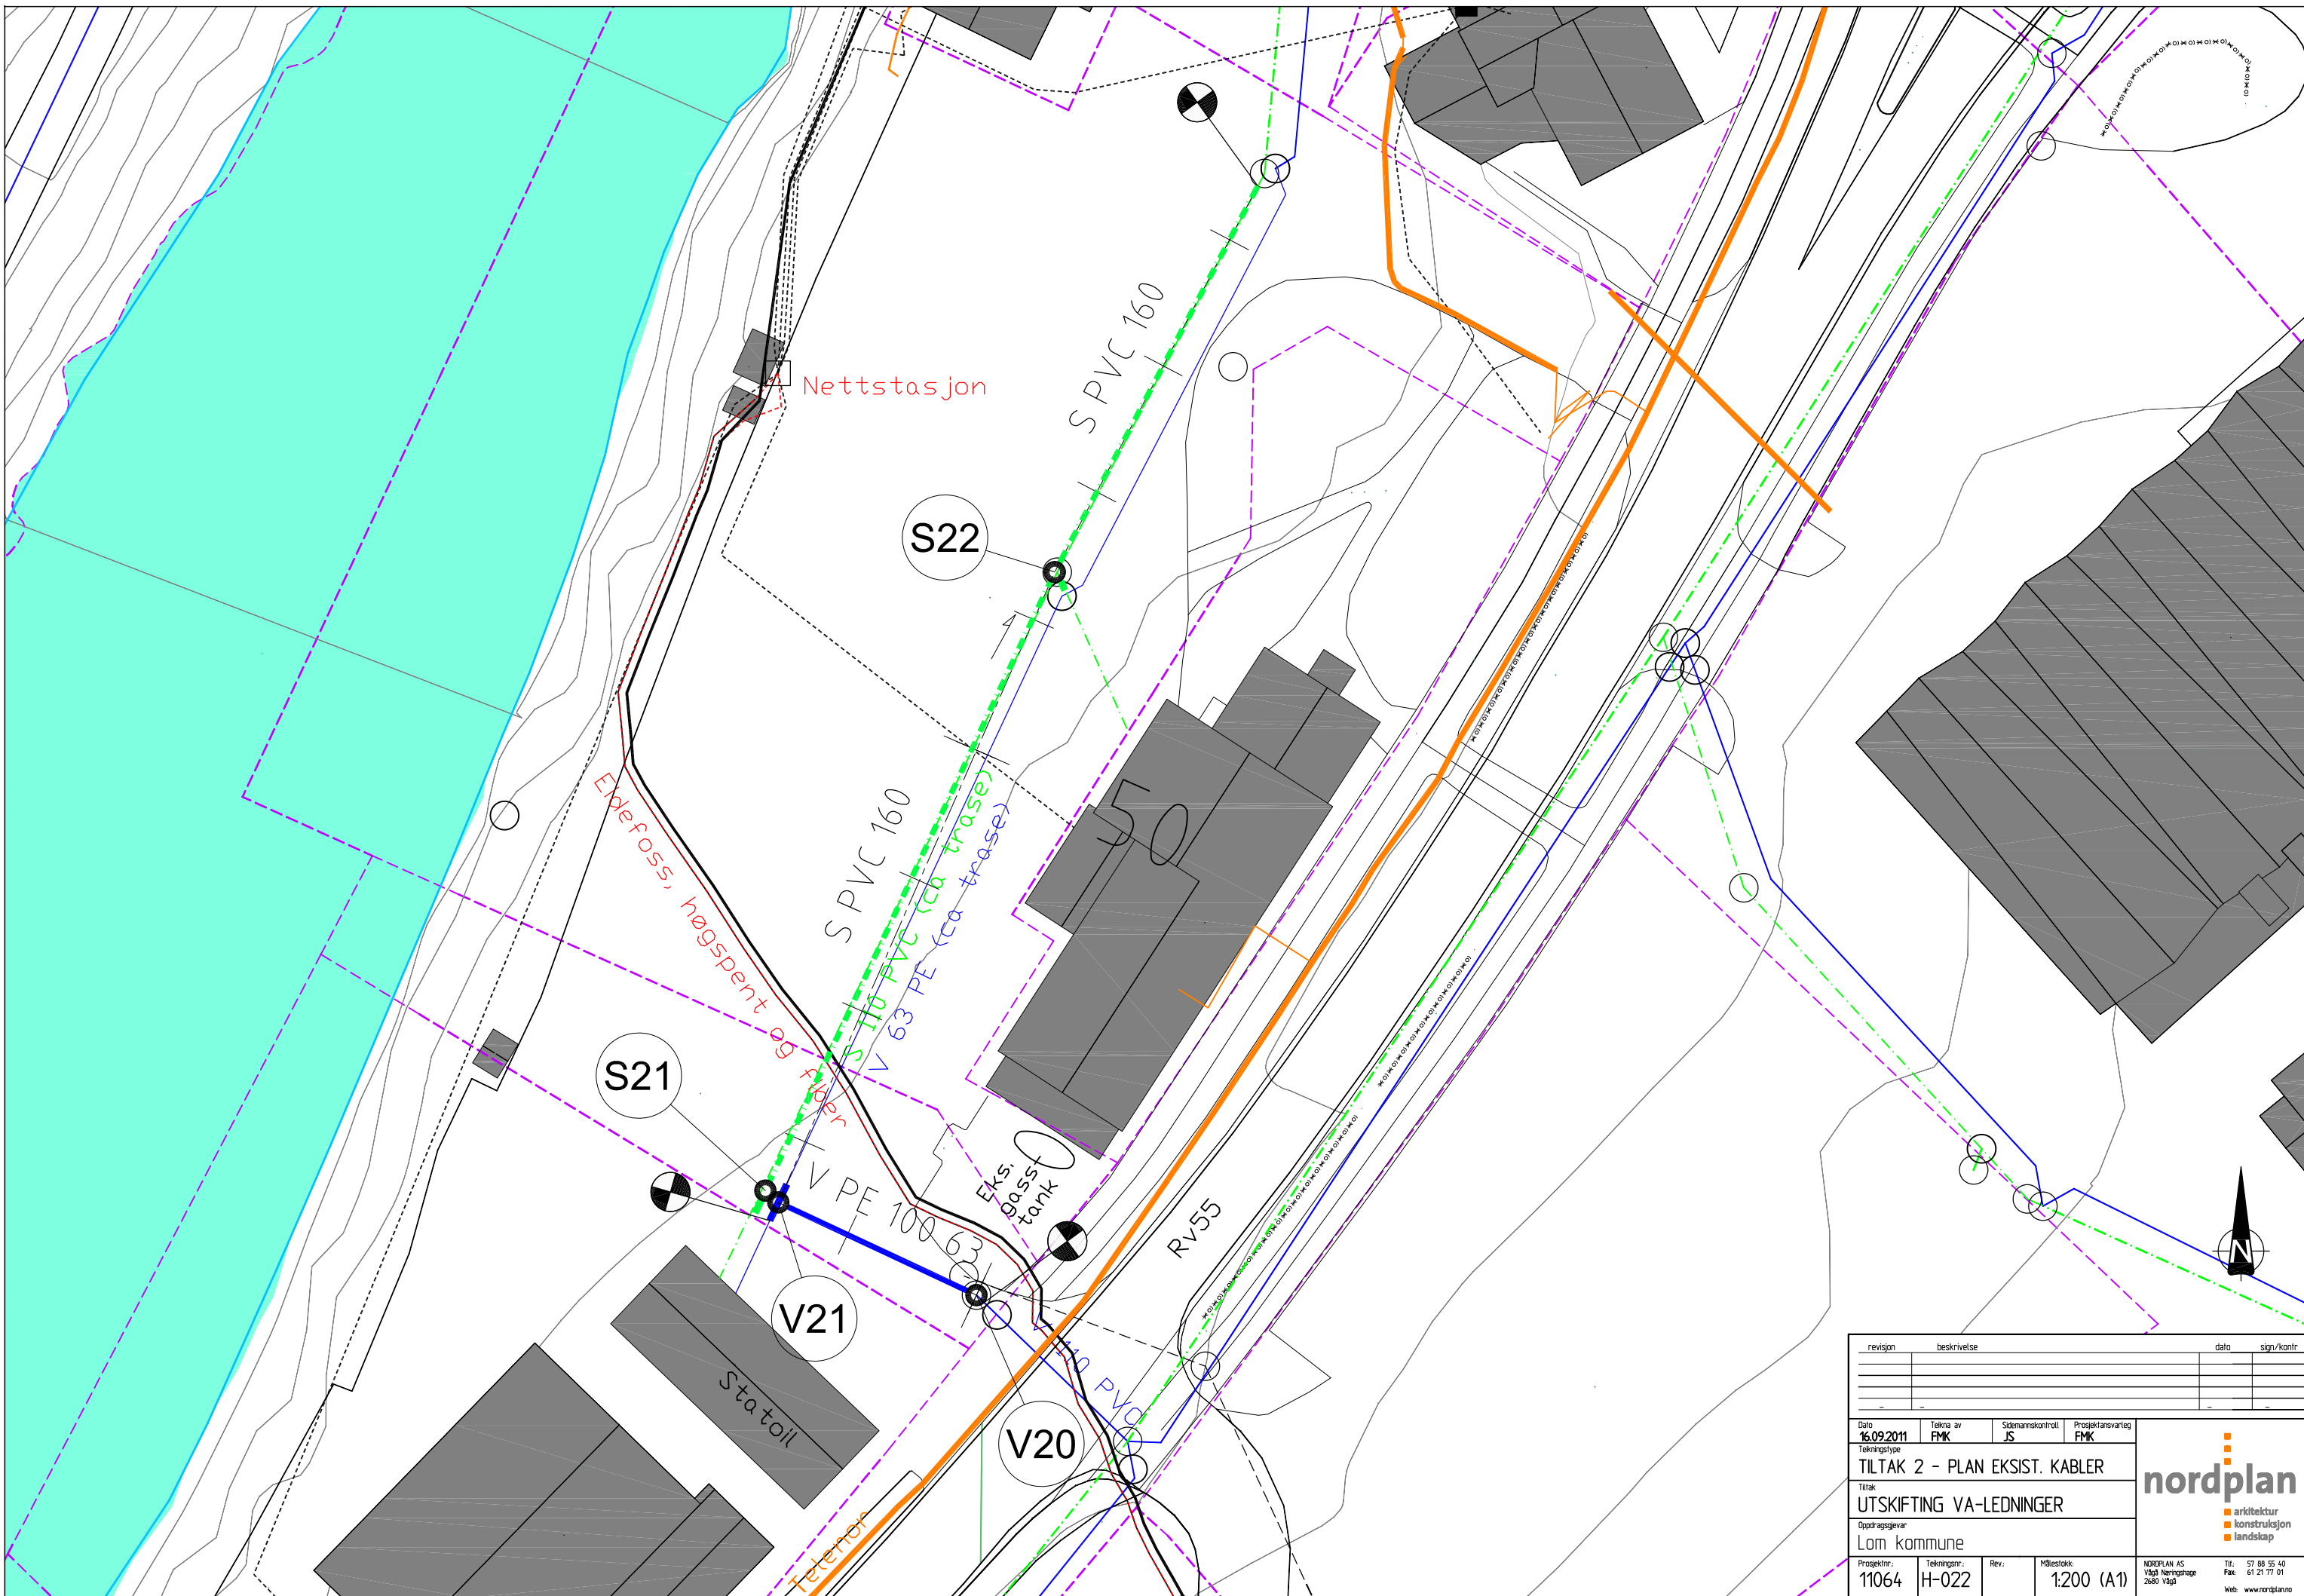 Nettstasjon
S PVC 160
S22
50
S PVC 160
S 110 PVC (ca trase)
V 63 PE (ca trase)
Eidefoss, høgspent og fiber
S21
V PE 100 63
Eks.
gasst
tank
Rv55
V21
V 110 PVC
V20
Statoil
Telenor
N
revisjon beskrivelse dato sign/kontr
- - - -
Dato Teikna av Sidemannskontroll Prosjektansvarleg
16.09.2011 FMK JS FMK
Teikningstype
TILTAK 2 - PLAN EKSIST. KABLER
Tiltak
UTSKIFTING VA-LEDNINGER
Oppdragsgjevar
Lom kommune
Prosjektnr.: Teikningsnr.: Rev.: Målestokk:
11064 H-022 1:200 (A1)
nordplan
arkitektur
konstruksjon
landskap
NORDPLAN AS Tlf.: 57 88 55 40
Vågå Næringshage Fax: 61 21 77 01
2680 Vågå
Web: www.nordplan.no